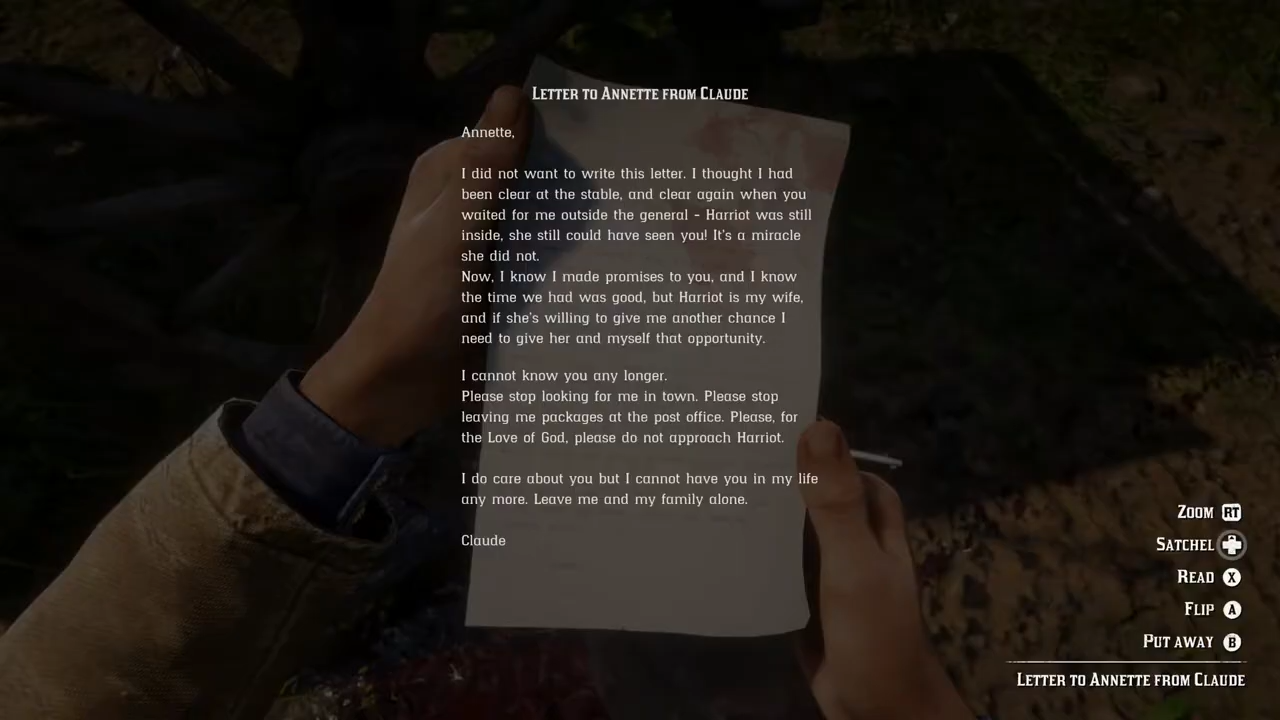 Letter to Annette from Claude
Annette,
I did not want to write this letter. I thought I had
been clear at the stable, and clear again when you
waited for me outside the general - Harriot was still
inside, she still could have seen you! It's a miracle
she did not.
Now, I know I made promises to you, and I know
the time we had was good, but Harriot is my wife,
and if she's willing to give me another chance I
need to give her and myself that opportunity.
I cannot know you any longer.
Please stop looking for me in town. Please stop
leaving me packages at the post office. Please, for
the Love of God, please do not approach Harriot.
I do care about you but I cannot have you in my life
any more. Leave me and my family alone.
Claude
Zoom RT
Satchel
Read X
Flip A
Put away B
Letter to Annette from Claude